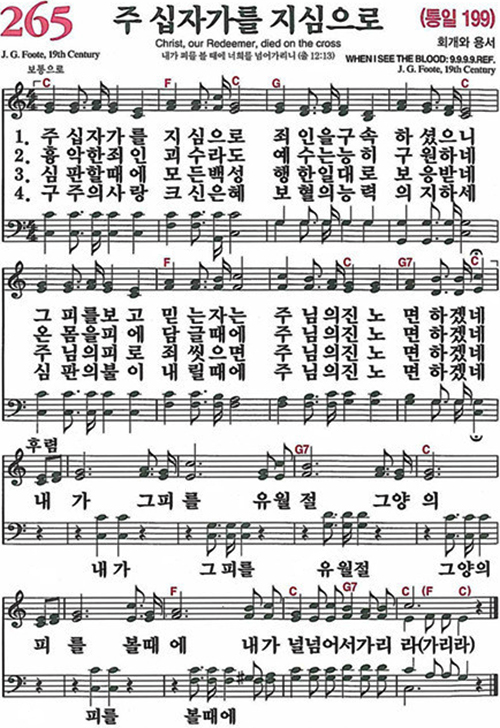 265
주 십자가를 지심으로
(통일 199)
Christ, our Redeemer, died on the cross
회개와 용서
내가 피를 볼 때에 너희를 넘어가리니 (출 12:13)
J. G. Foote, 19th Century
WHEN I SEE THE BLOOD: 9.9.9.9.REF.
J. G. Foote, 19th Century
보통으로
C F C G C
1. 주 십자가를 지심으로 죄인을구속 하셨으니
2. 흉악한죄인 괴수라도 예수는능히 구원하네
3. 심판할때에 모든백성 행한일대로 보응받네
4. 구주의사랑 크신은혜 보혈의능력 의지하세
F C G7 C
그피를보고 믿는자는 주님의진노 면하겠네
온몸을피에 담글때에 주님의진노 면하겠네
주님의피로 죄씻으면 주님의진노 면하겠네
심판의불이 내릴때에 주님의진노 면하겠네
후렴
G7 C
내 가 그피를 유월절 그양의
내가 그피를 유월절 그양의
F C G7 C (F C)
피를 볼때에 내가 널넘어서가리 라(가리라)
피를 볼때에